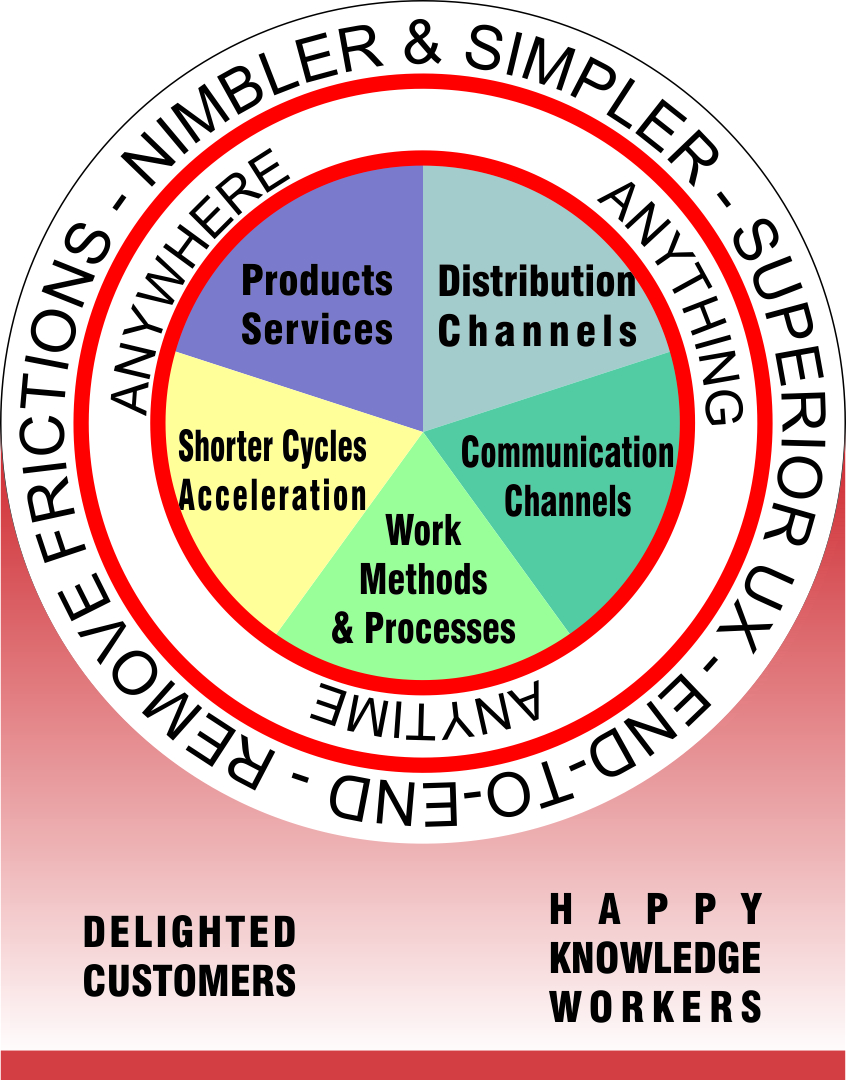 REMOVE FRICTIONS - NIMBLER & SIMPLER - SUPERIOR UX - END-TO-END -
ANYWHERE
ANYTHING
ANYTIME
Products
Services
Distribution
Channels
Shorter Cycles
Acceleration
Communication
Channels
Work
Methods
& Processes
DELIGHTED
CUSTOMERS
HAPPY
KNOWLEDGE
WORKERS